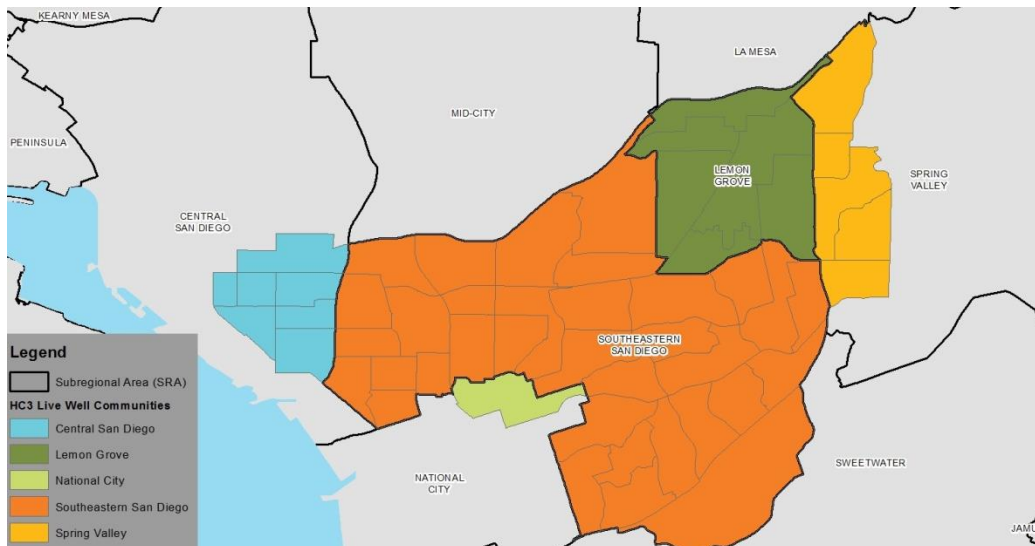 KEARNY MESA
LA MESA
MID-CITY
PENINSULA
LEMON
GROVE
SPRING
VALLEY
CENTRAL
SAN DIEGO
SOUTHEASTERN
SAN DIEGO
SWEETWATER
NATIONAL
CITY
JAMU
Legend
Subregional Area (SRA)
HC3 Live Well Communities
Central San Diego
Lemon Grove
National City
Southeastern San Diego
Spring Valley